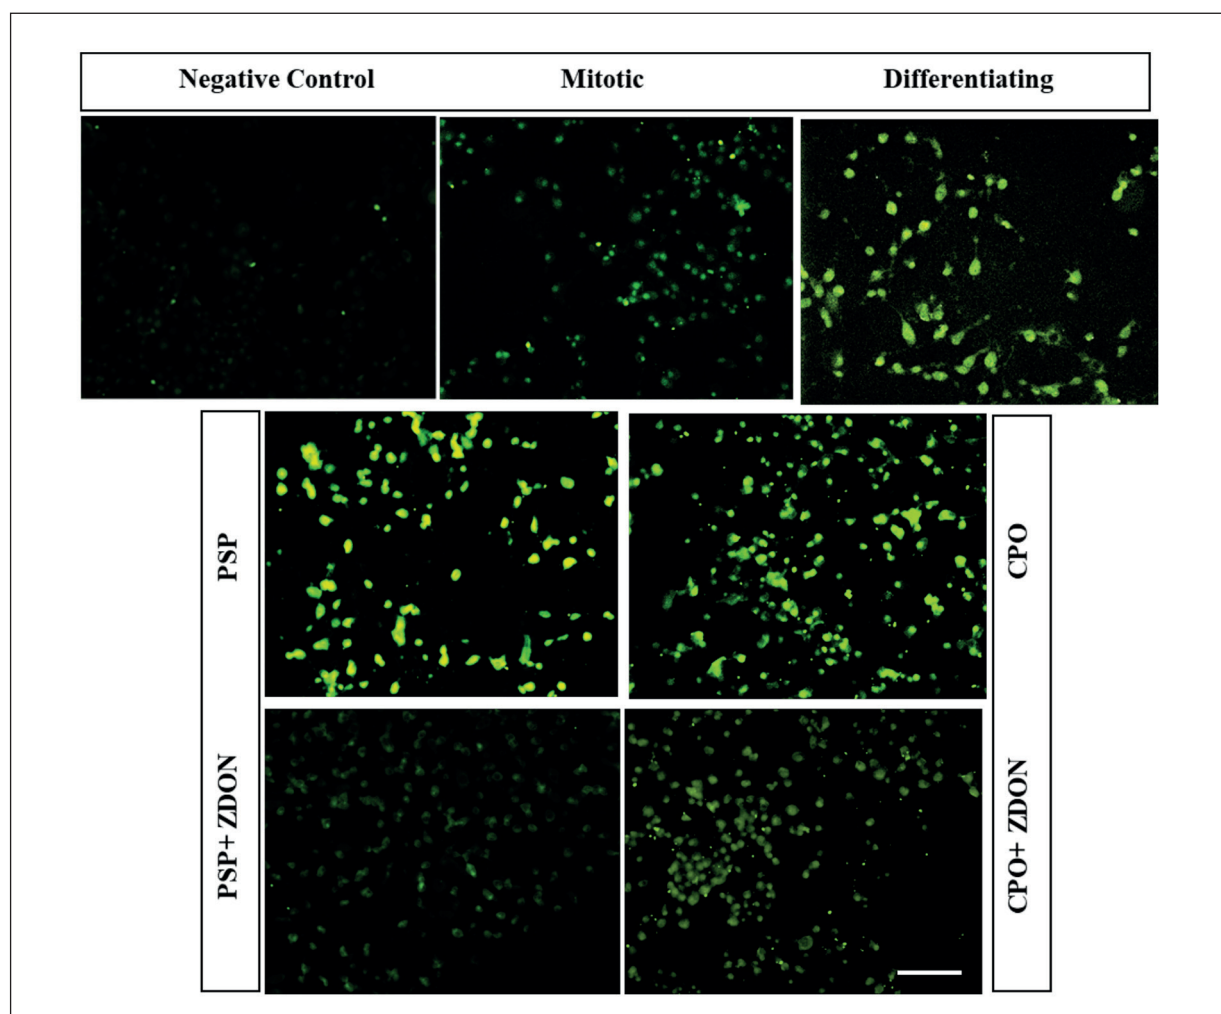 Negative Control
Mitotic
Differentiating
PSP
CPO
PSP+ ZDON
CPO+ ZDON